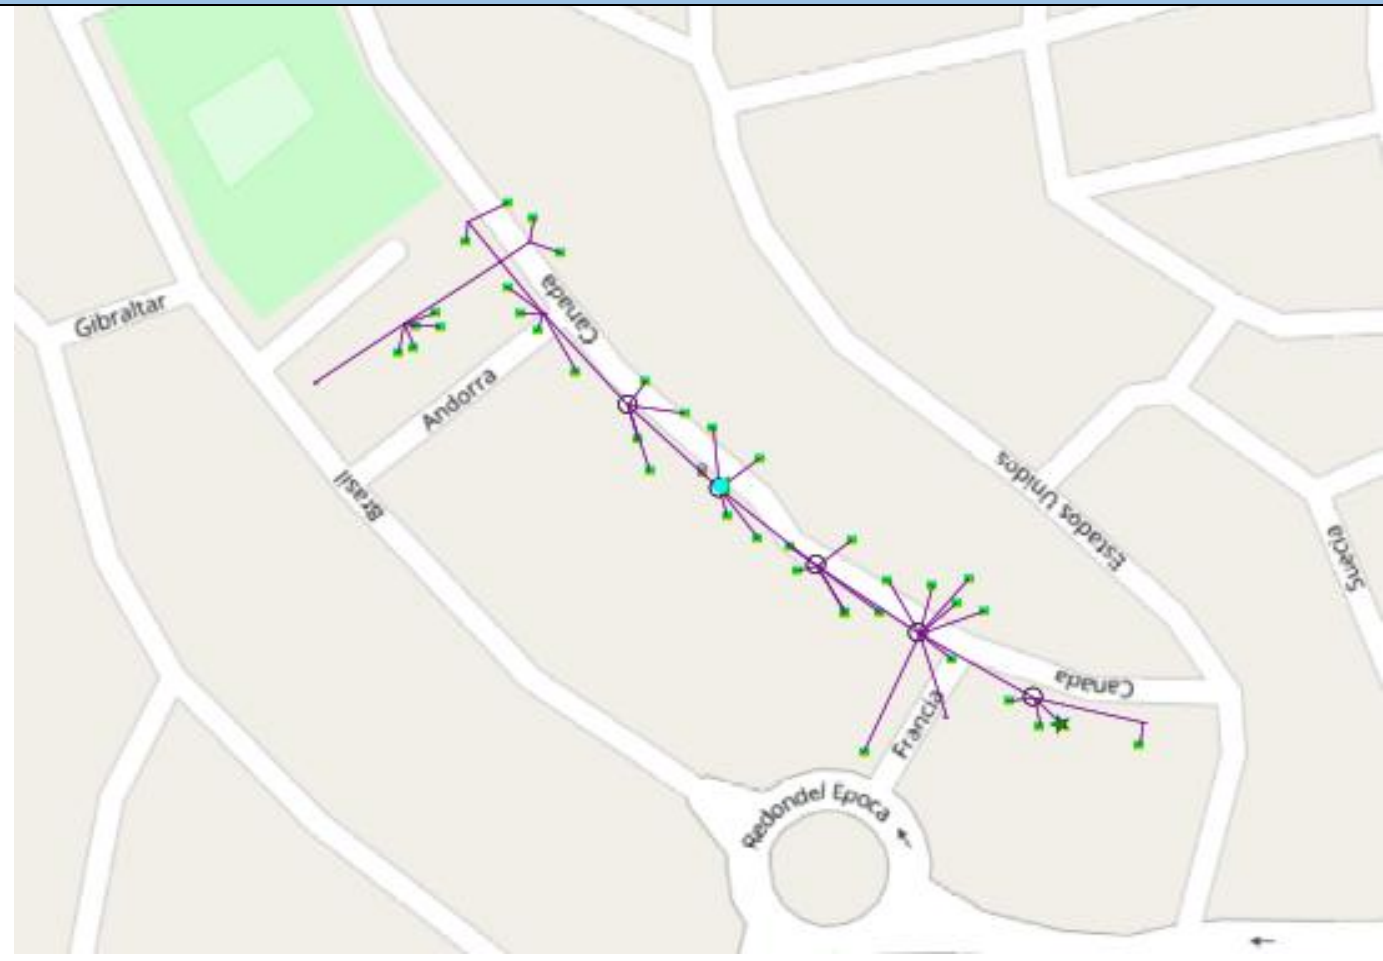 Gibraltar
Canada
Andorra
Brasil
Estados Unidos
Suecia
Canada
Francia
Redondel Epoca